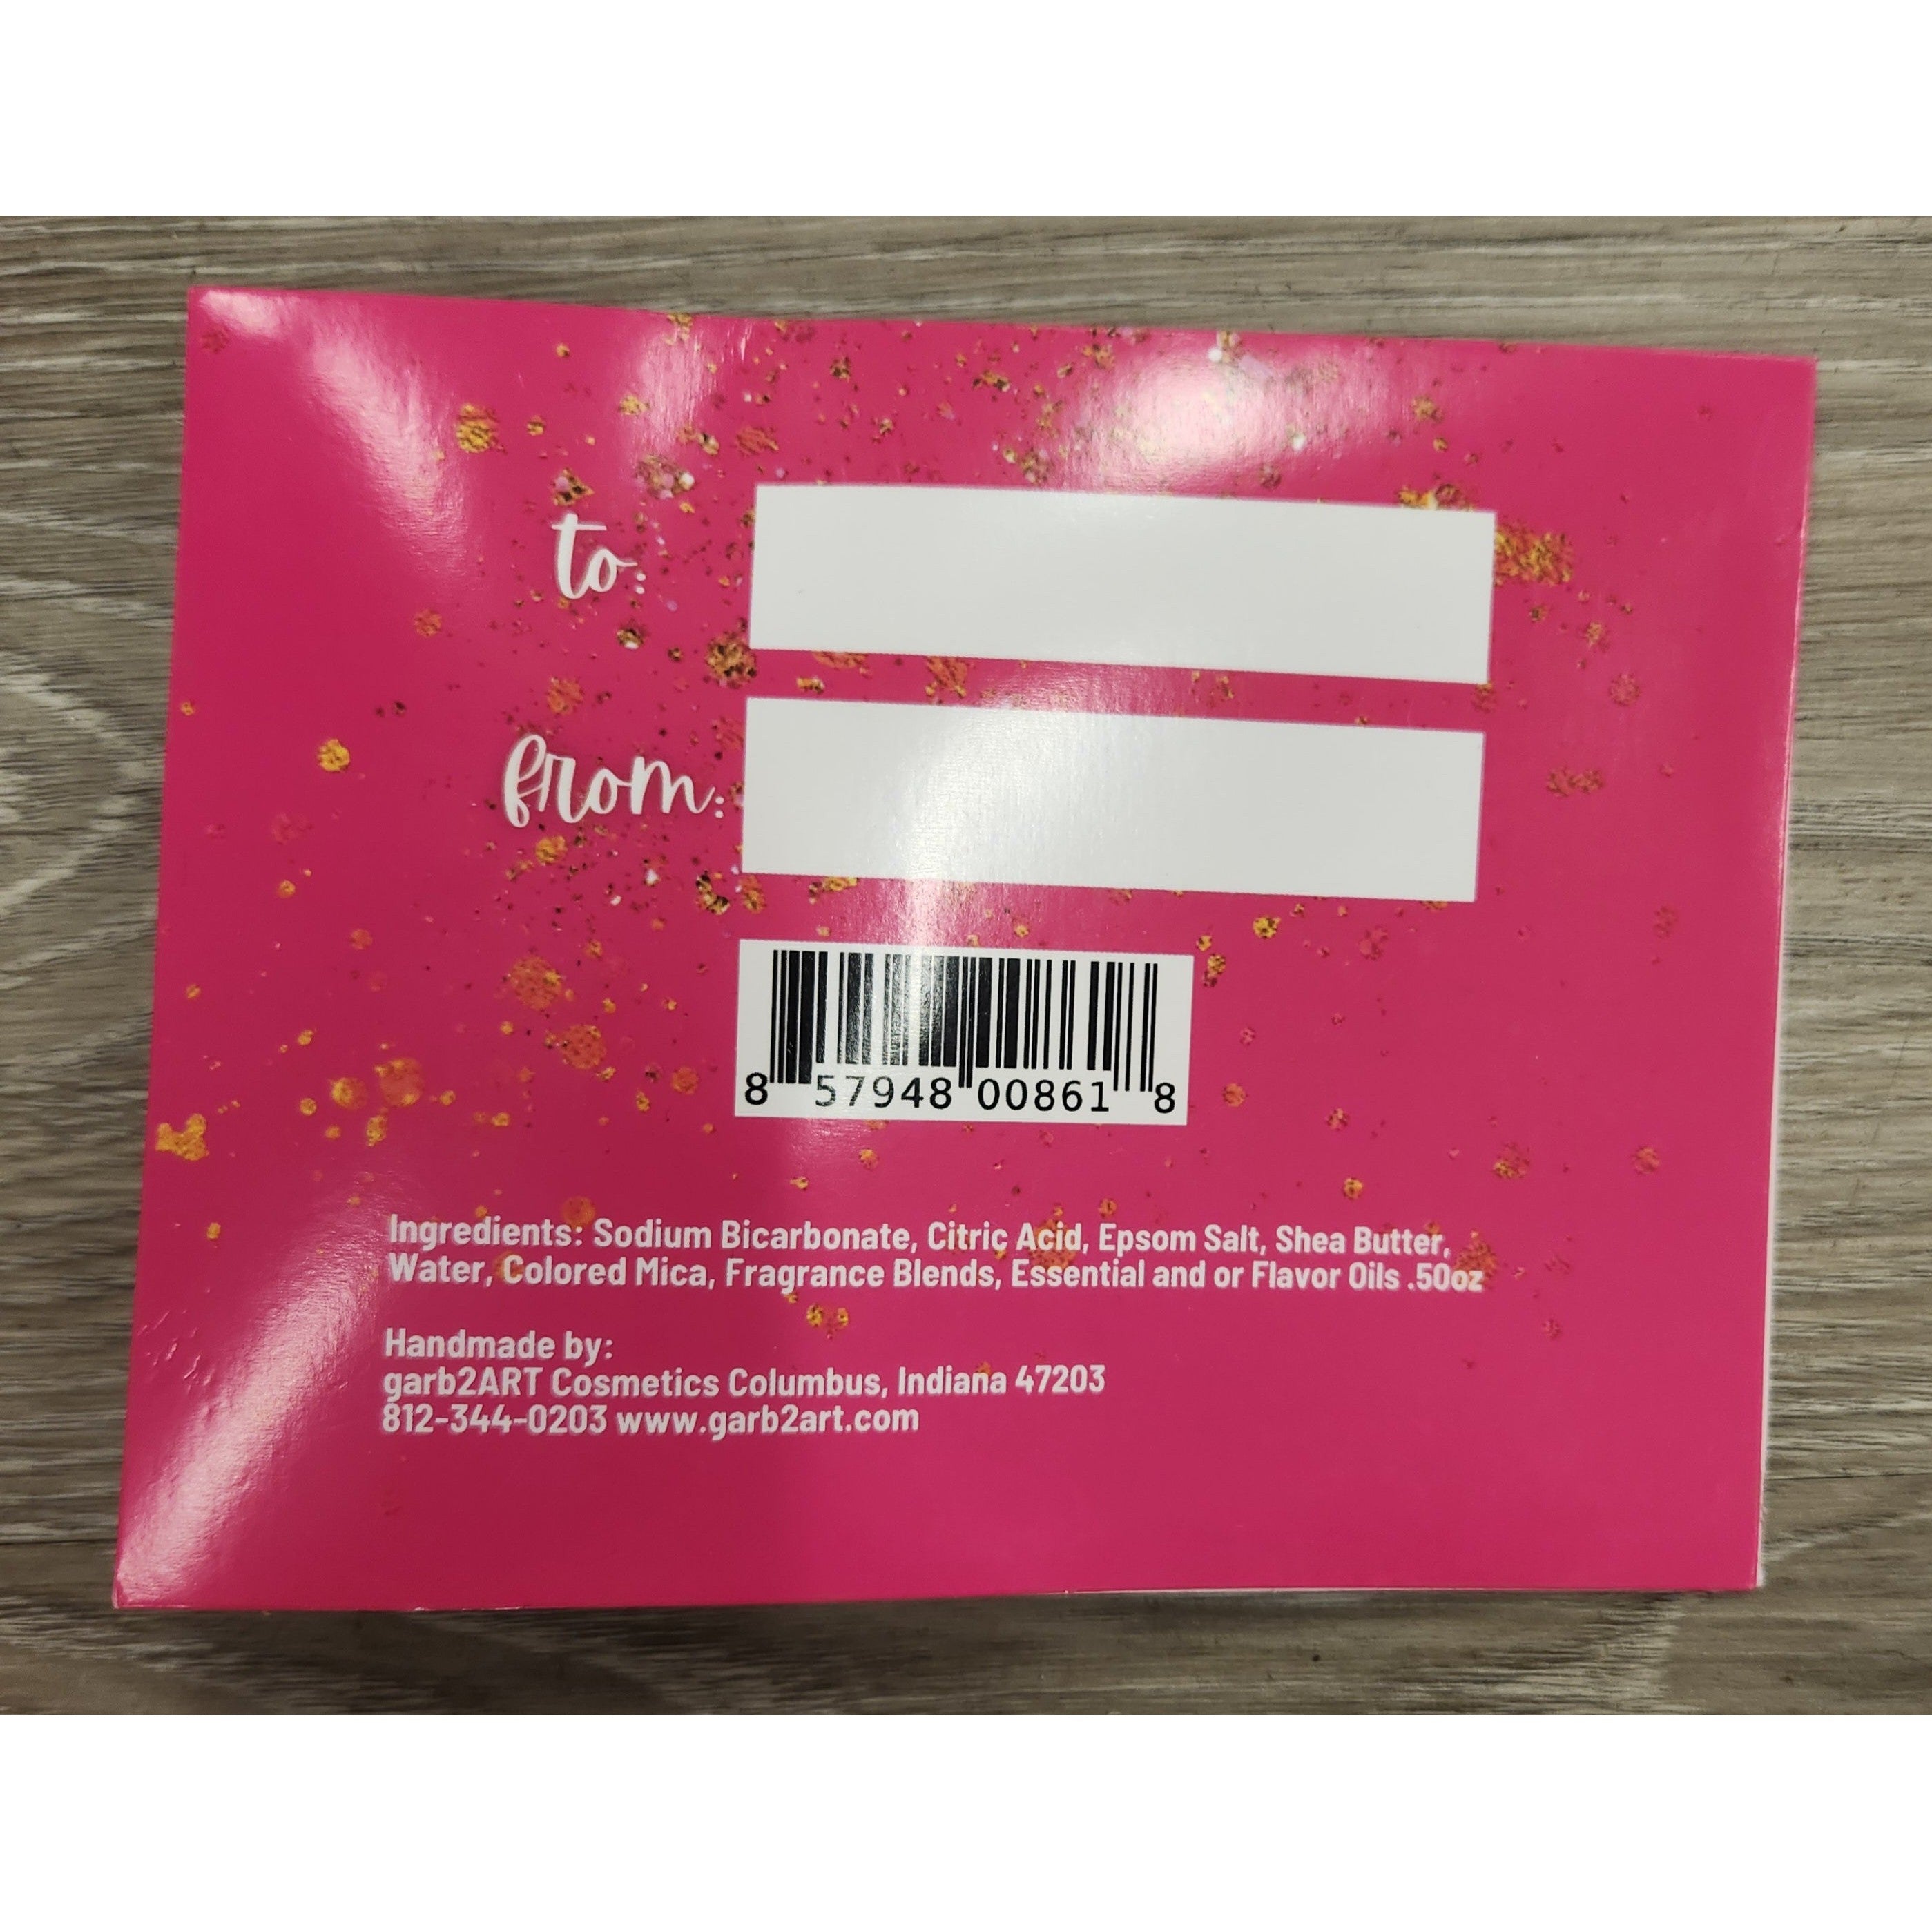 to:
from:
8 57948 00861 8
Ingredients: Sodium Bicarbonate, Citric Acid, Epsom Salt, Shea Butter,
Water, Colored Mica, Fragrance Blends, Essential and or Flavor Oils .50oz
Handmade by:
garb2ART Cosmetics Columbus, Indiana 47203
812-344-0203 www.garb2art.com